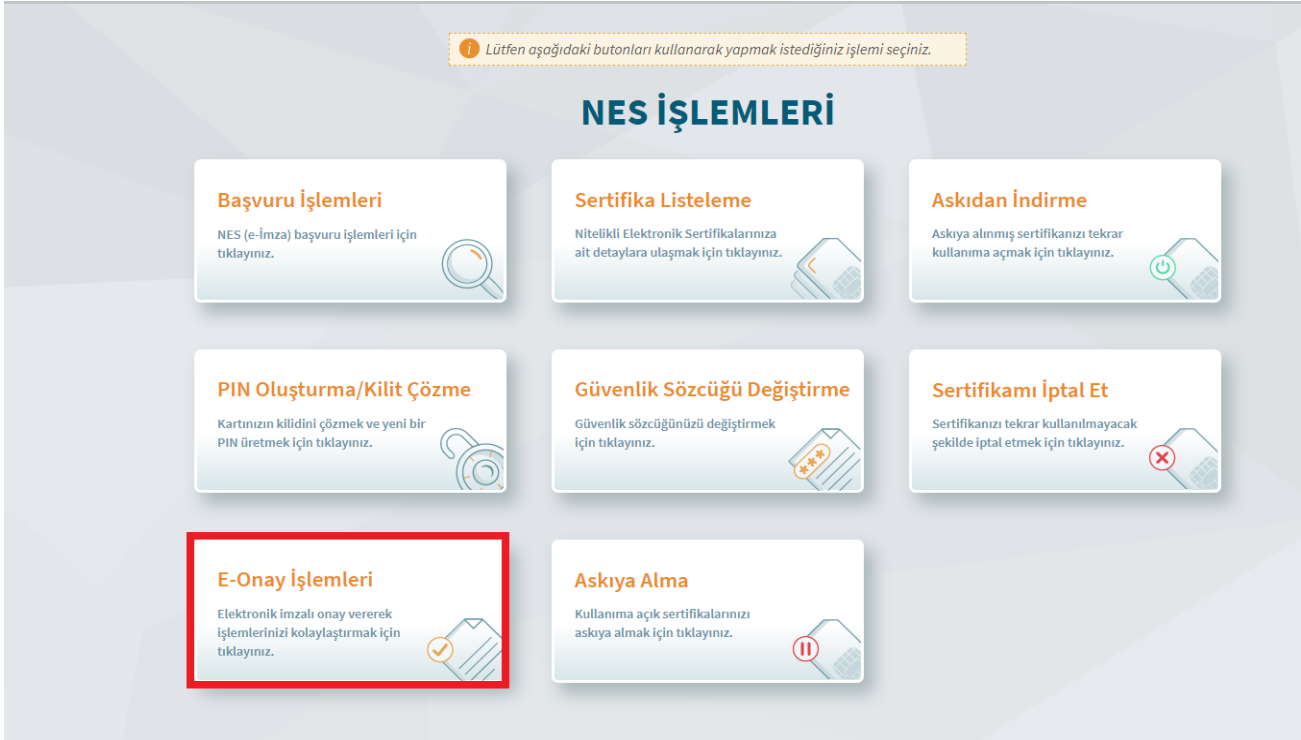 Lütfen aşağıdaki butonları kullanarak yapmak istediğiniz işlemi seçiniz.
NES İŞLEMLERİ
Başvuru İşlemleri
NES (e-İmza) başvuru işlemleri için
tıklayınız.
Sertifika Listeleme
Nitelikli Elektronik Sertifikalarınıza
ait detaylara ulaşmak için tıklayınız.
Askıdan İndirme
Askıya alınmış sertifikanızı tekrar
kullanıma açmak için tıklayınız.
PIN Oluşturma/Kilit Çözme
Kartınızın kilidini çözmek ve yeni bir
PIN üretmek için tıklayınız.
Güvenlik Sözcüğü Değiştirme
Güvenlik sözcüğünüzü değiştirmek
için tıklayınız.
Sertifikamı İptal Et
Sertifikanızı tekrar kullanılmayacak
şekilde iptal etmek için tıklayınız.
E-Onay İşlemleri
Elektronik imzalı onay vererek
işlemlerinizi kolaylaştırmak için
tıklayınız.
Askıya Alma
Kullanıma açık sertifikalarınızı
askıya almak için tıklayınız.